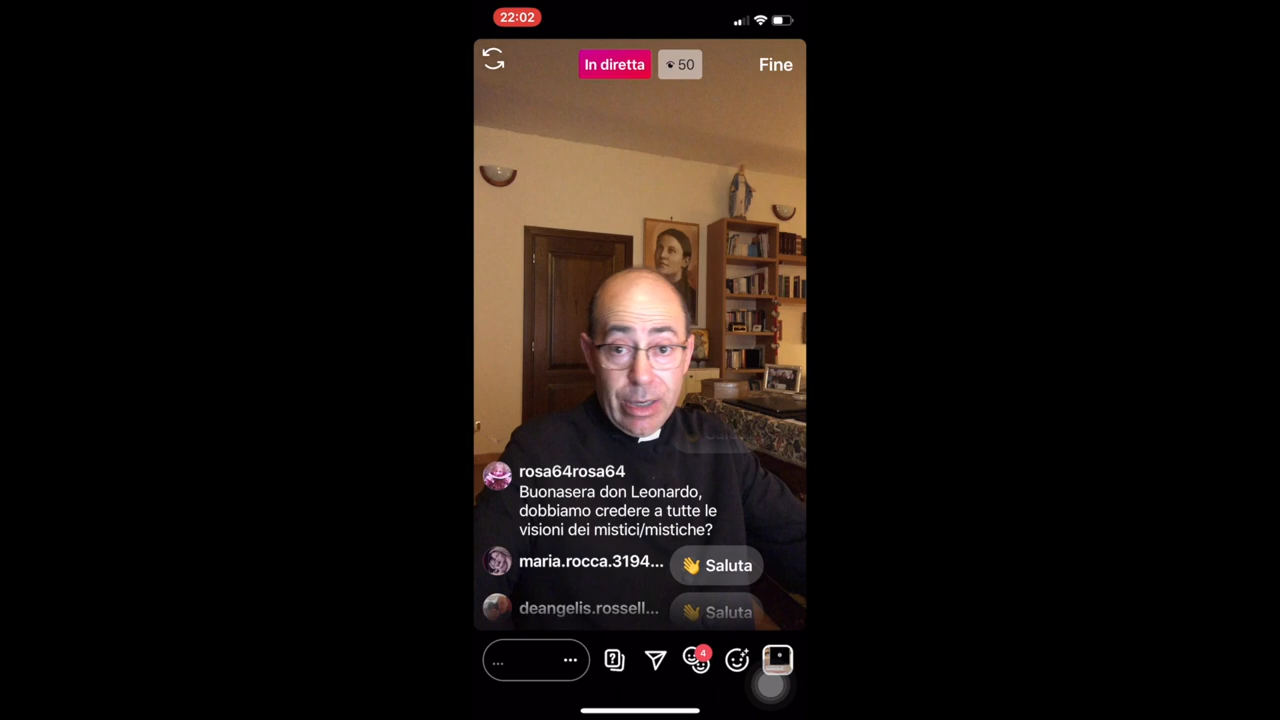 22:02
In diretta
50
Fine
rosa64rosa64
Buonasera don Leonardo,
dobbiamo credere a tutte le
visioni dei mistici/mistiche?
maria.rocca.3194...
Saluta
deangelis.rossell...
Saluta
...
4